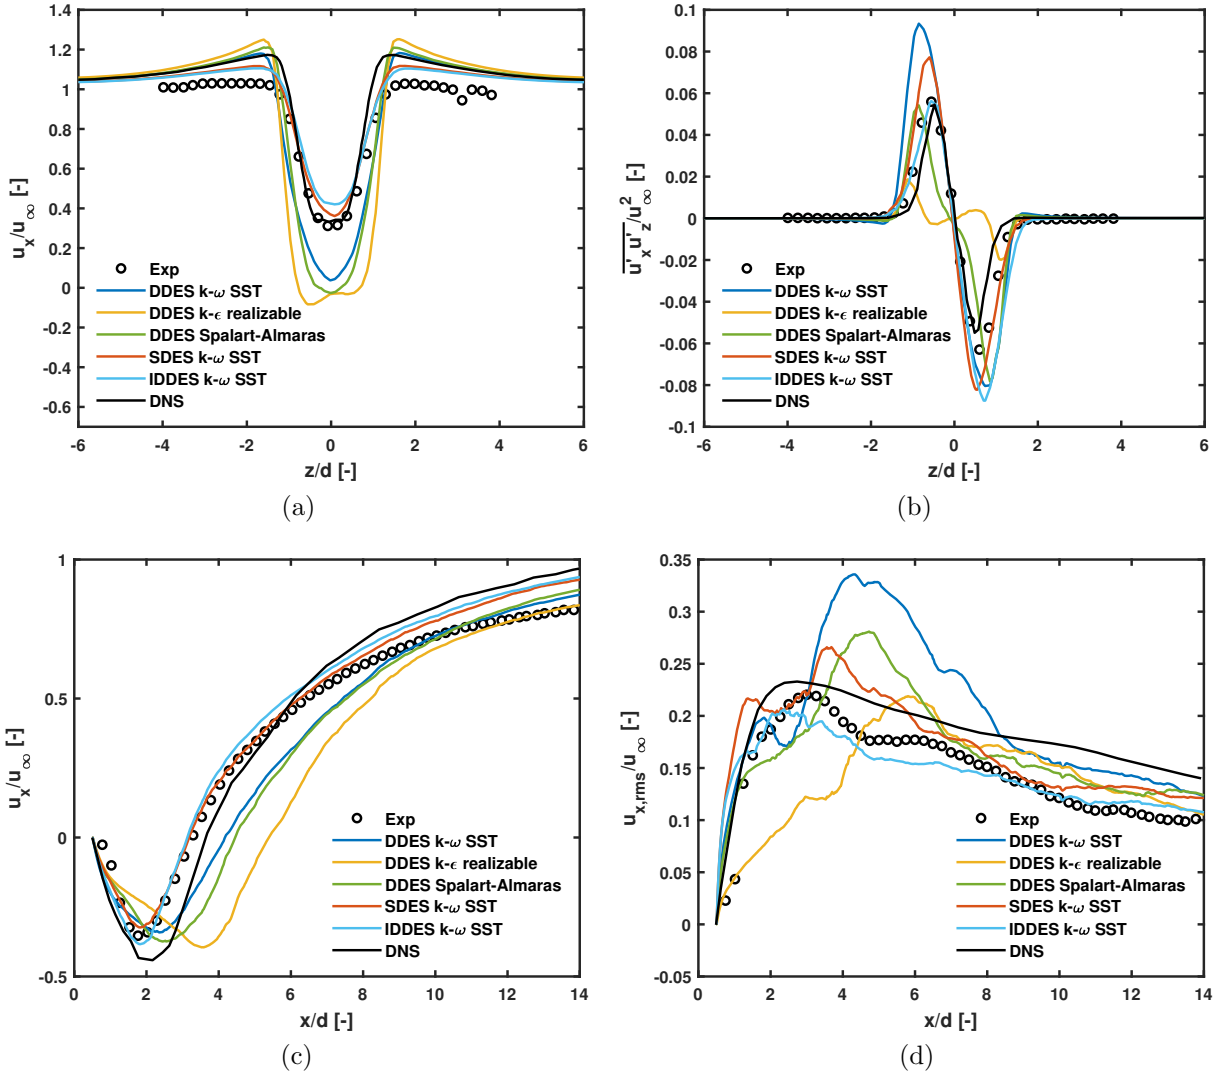 1.4
1.2
1
0.8
0.6
0.4
0.2
0
-0.2
-0.4
-0.6
u_x/u_∞ [-]
Exp
DDES k-ω SST
DDES k-ϵ realizable
DDES Spalart-Almaras
SDES k-ω SST
IDDES k-ω SST
DNS
-6 -4 -2 0 2 4 6
z/d [-]
(a)
0.1
0.08
0.06
0.04
0.02
0
-0.02
-0.04
-0.06
-0.08
-0.1
u'_x u'_z/u_∞^2 [-]
Exp
DDES k-ω SST
DDES k-ϵ realizable
DDES Spalart-Almaras
SDES k-ω SST
IDDES k-ω SST
DNS
-6 -4 -2 0 2 4 6
z/d [-]
(b)
1
0.5
0
-0.5
u_x/u_∞ [-]
Exp
DDES k-ω SST
DDES k-ϵ realizable
DDES Spalart-Almaras
SDES k-ω SST
IDDES k-ω SST
DNS
0 2 4 6 8 10 12 14
x/d [-]
(c)
0.35
0.3
0.25
0.2
0.15
0.1
0.05
0
-0.05
u_x,rms/u_∞ [-]
Exp
DDES k-ω SST
DDES k-ϵ realizable
DDES Spalart-Almaras
SDES k-ω SST
IDDES k-ω SST
DNS
0 2 4 6 8 10 12 14
x/d [-]
(d)